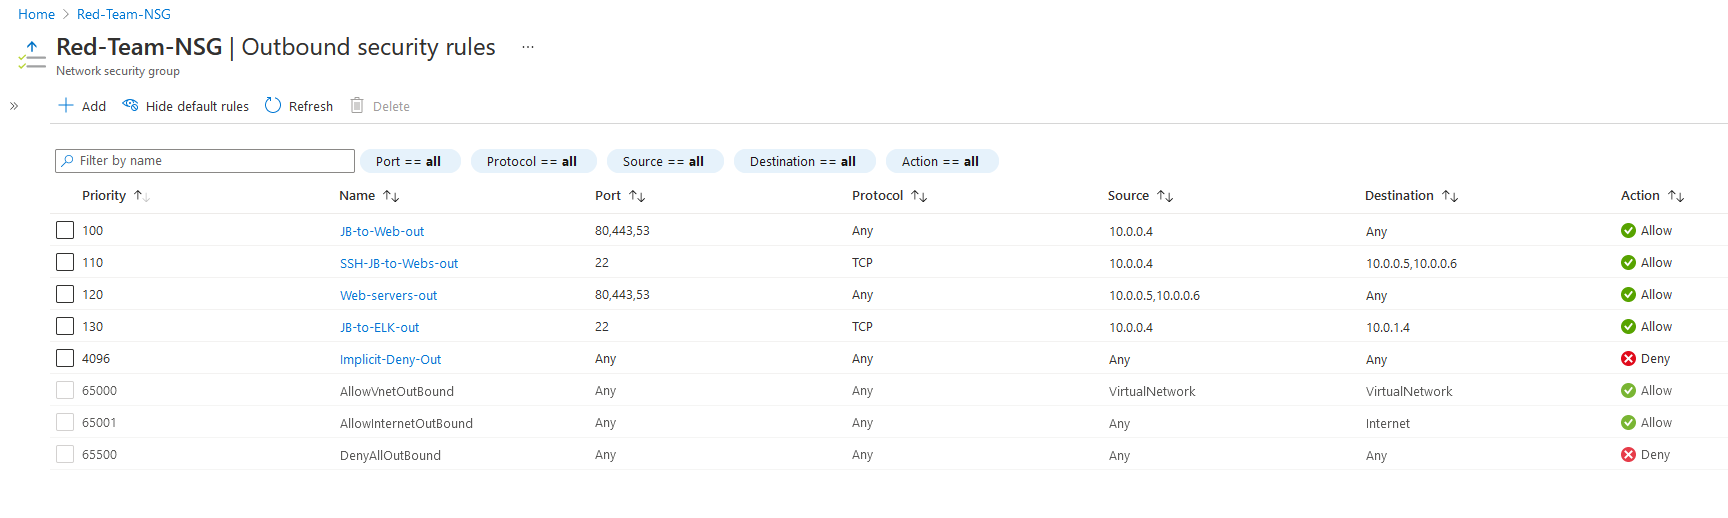 Home > Red-Team-NSG
Red-Team-NSG | Outbound security rules ...
Network security group
» Add Hide default rules Refresh Delete
Filter by name Port == all Protocol == all Source == all Destination == all Action == all
Priority ↑↓ Name ↑↓ Port ↑↓ Protocol ↑↓ Source ↑↓ Destination ↑↓ Action ↑↓
100 JB-to-Web-out 80,443,53 Any 10.0.0.4 Any Allow
110 SSH-JB-to-Webs-out 22 TCP 10.0.0.4 10.0.0.5,10.0.0.6 Allow
120 Web-servers-out 80,443,53 Any 10.0.0.5,10.0.0.6 Any Allow
130 JB-to-ELK-out 22 TCP 10.0.0.4 10.0.1.4 Allow
4096 Implicit-Deny-Out Any Any Any Any Deny
65000 AllowVnetOutBound Any Any VirtualNetwork VirtualNetwork Allow
65001 AllowInternetOutBound Any Any Any Internet Allow
65500 DenyAllOutBound Any Any Any Any Deny